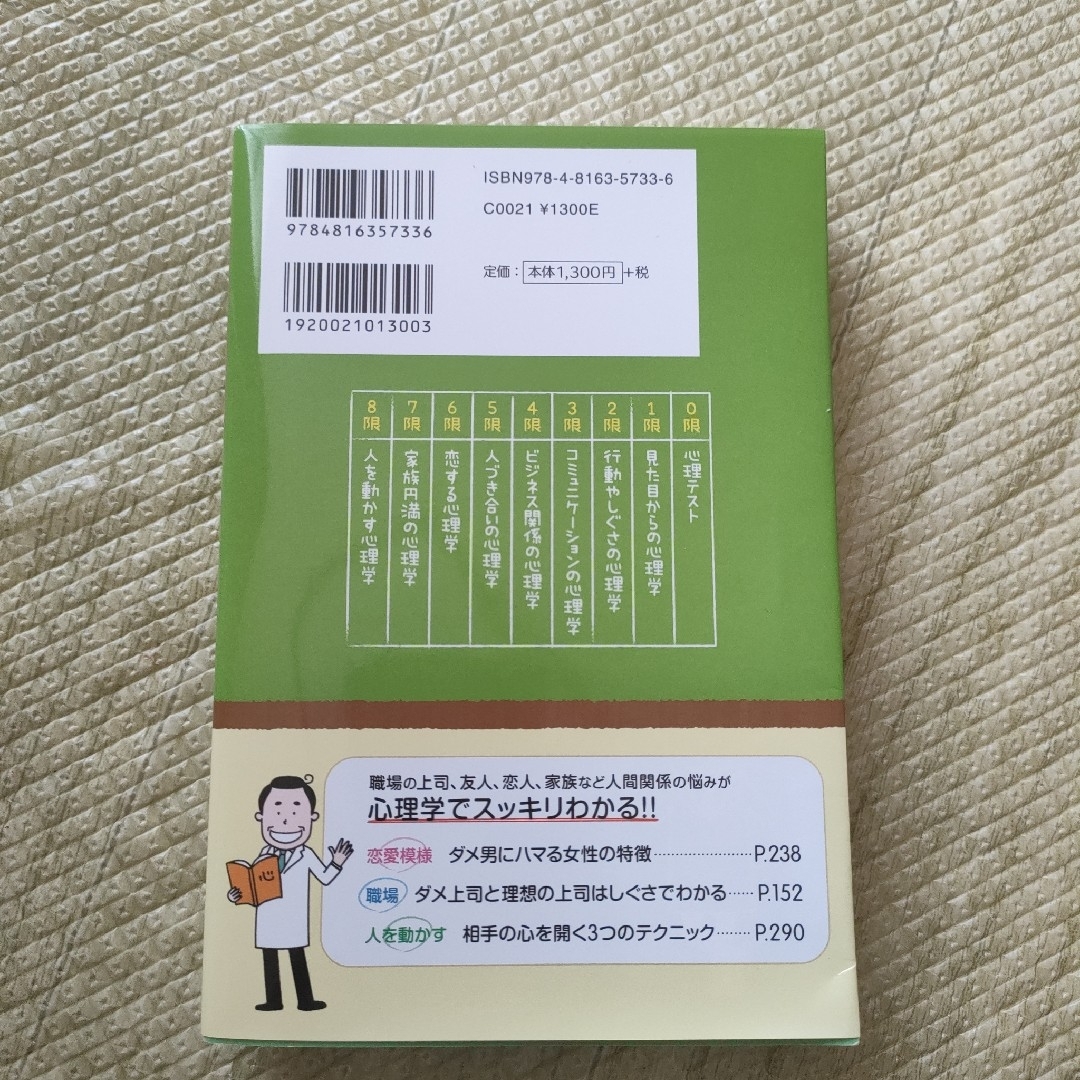 ISBN978-4-8163-5733-6
C0021 ¥1300E
9784816357336
定価：本体1,300円+税
1920021013003
0限 心理テスト
1限 見た目からの心理学
2限 行動やしぐさの心理学
3限 コミュニケーションの心理学
4限 ビジネス関係の心理学
5限 人づき合いの心理学
6限 恋する心理学
7限 家族円満の心理学
8限 人を動かす心理学
職場の上司、友人、恋人、家族など人間関係の悩みが
心理学でスッキリわかる!!
恋愛模様 ダメ男にハマる女性の特徴……………………P.238
職場 ダメ上司と理想の上司はしぐさでわかる……P.152
人を動かす 相手の心を開く3つのテクニック………P.290
心